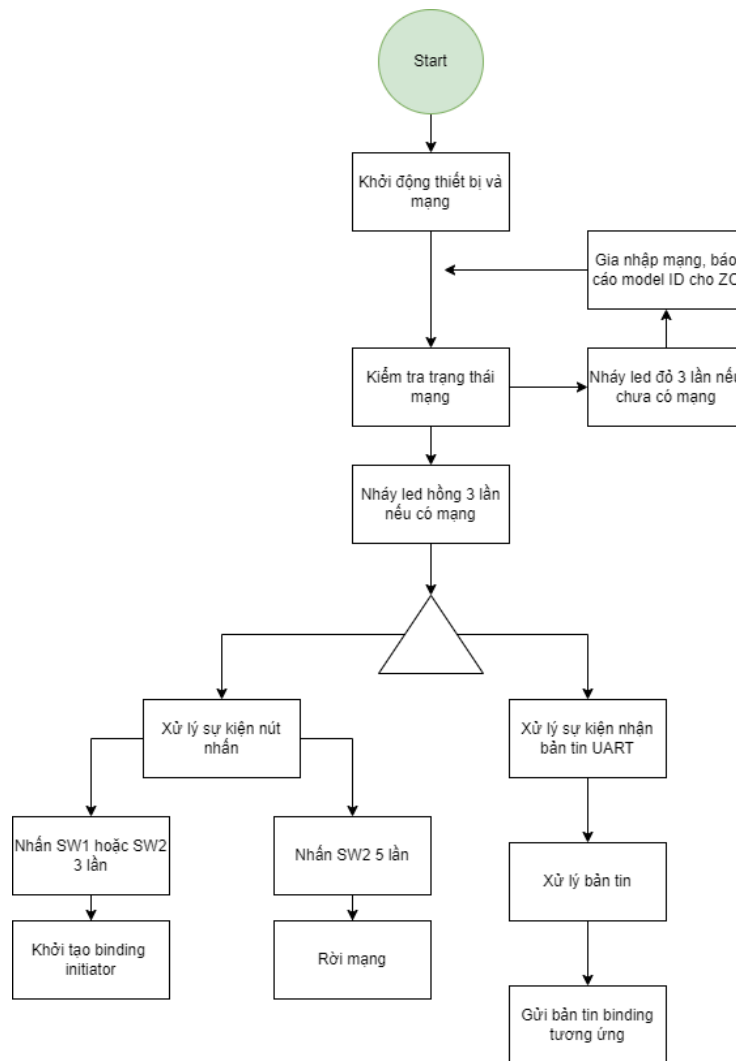 Start
Khởi động thiết bị và
mạng
Gia nhập mạng, báo
cáo model ID cho ZC
Kiểm tra trạng thái
mạng
Nháy led đỏ 3 lần nếu
chưa có mạng
Nháy led hồng 3 lần
nếu có mạng
Xử lý sự kiện nút
nhấn
Xử lý sự kiện nhận
bản tin UART
Nhấn SW1 hoặc SW2
3 lần
Nhấn SW2 5 lần
Xử lý bản tin
Khởi tạo binding
initiator
Rời mạng
Gửi bản tin binding
tương ứng